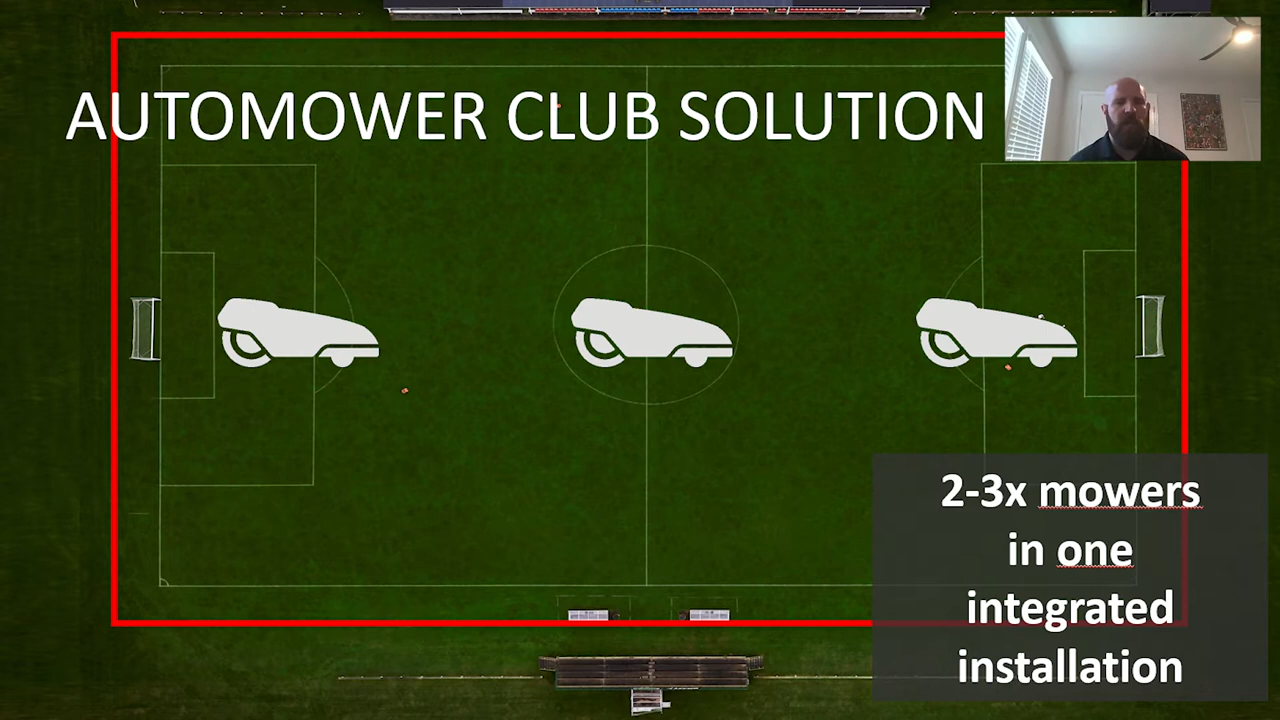 AUTOMOWER CLUB SOLUTION
2-3x mowers
in one
integrated
installation